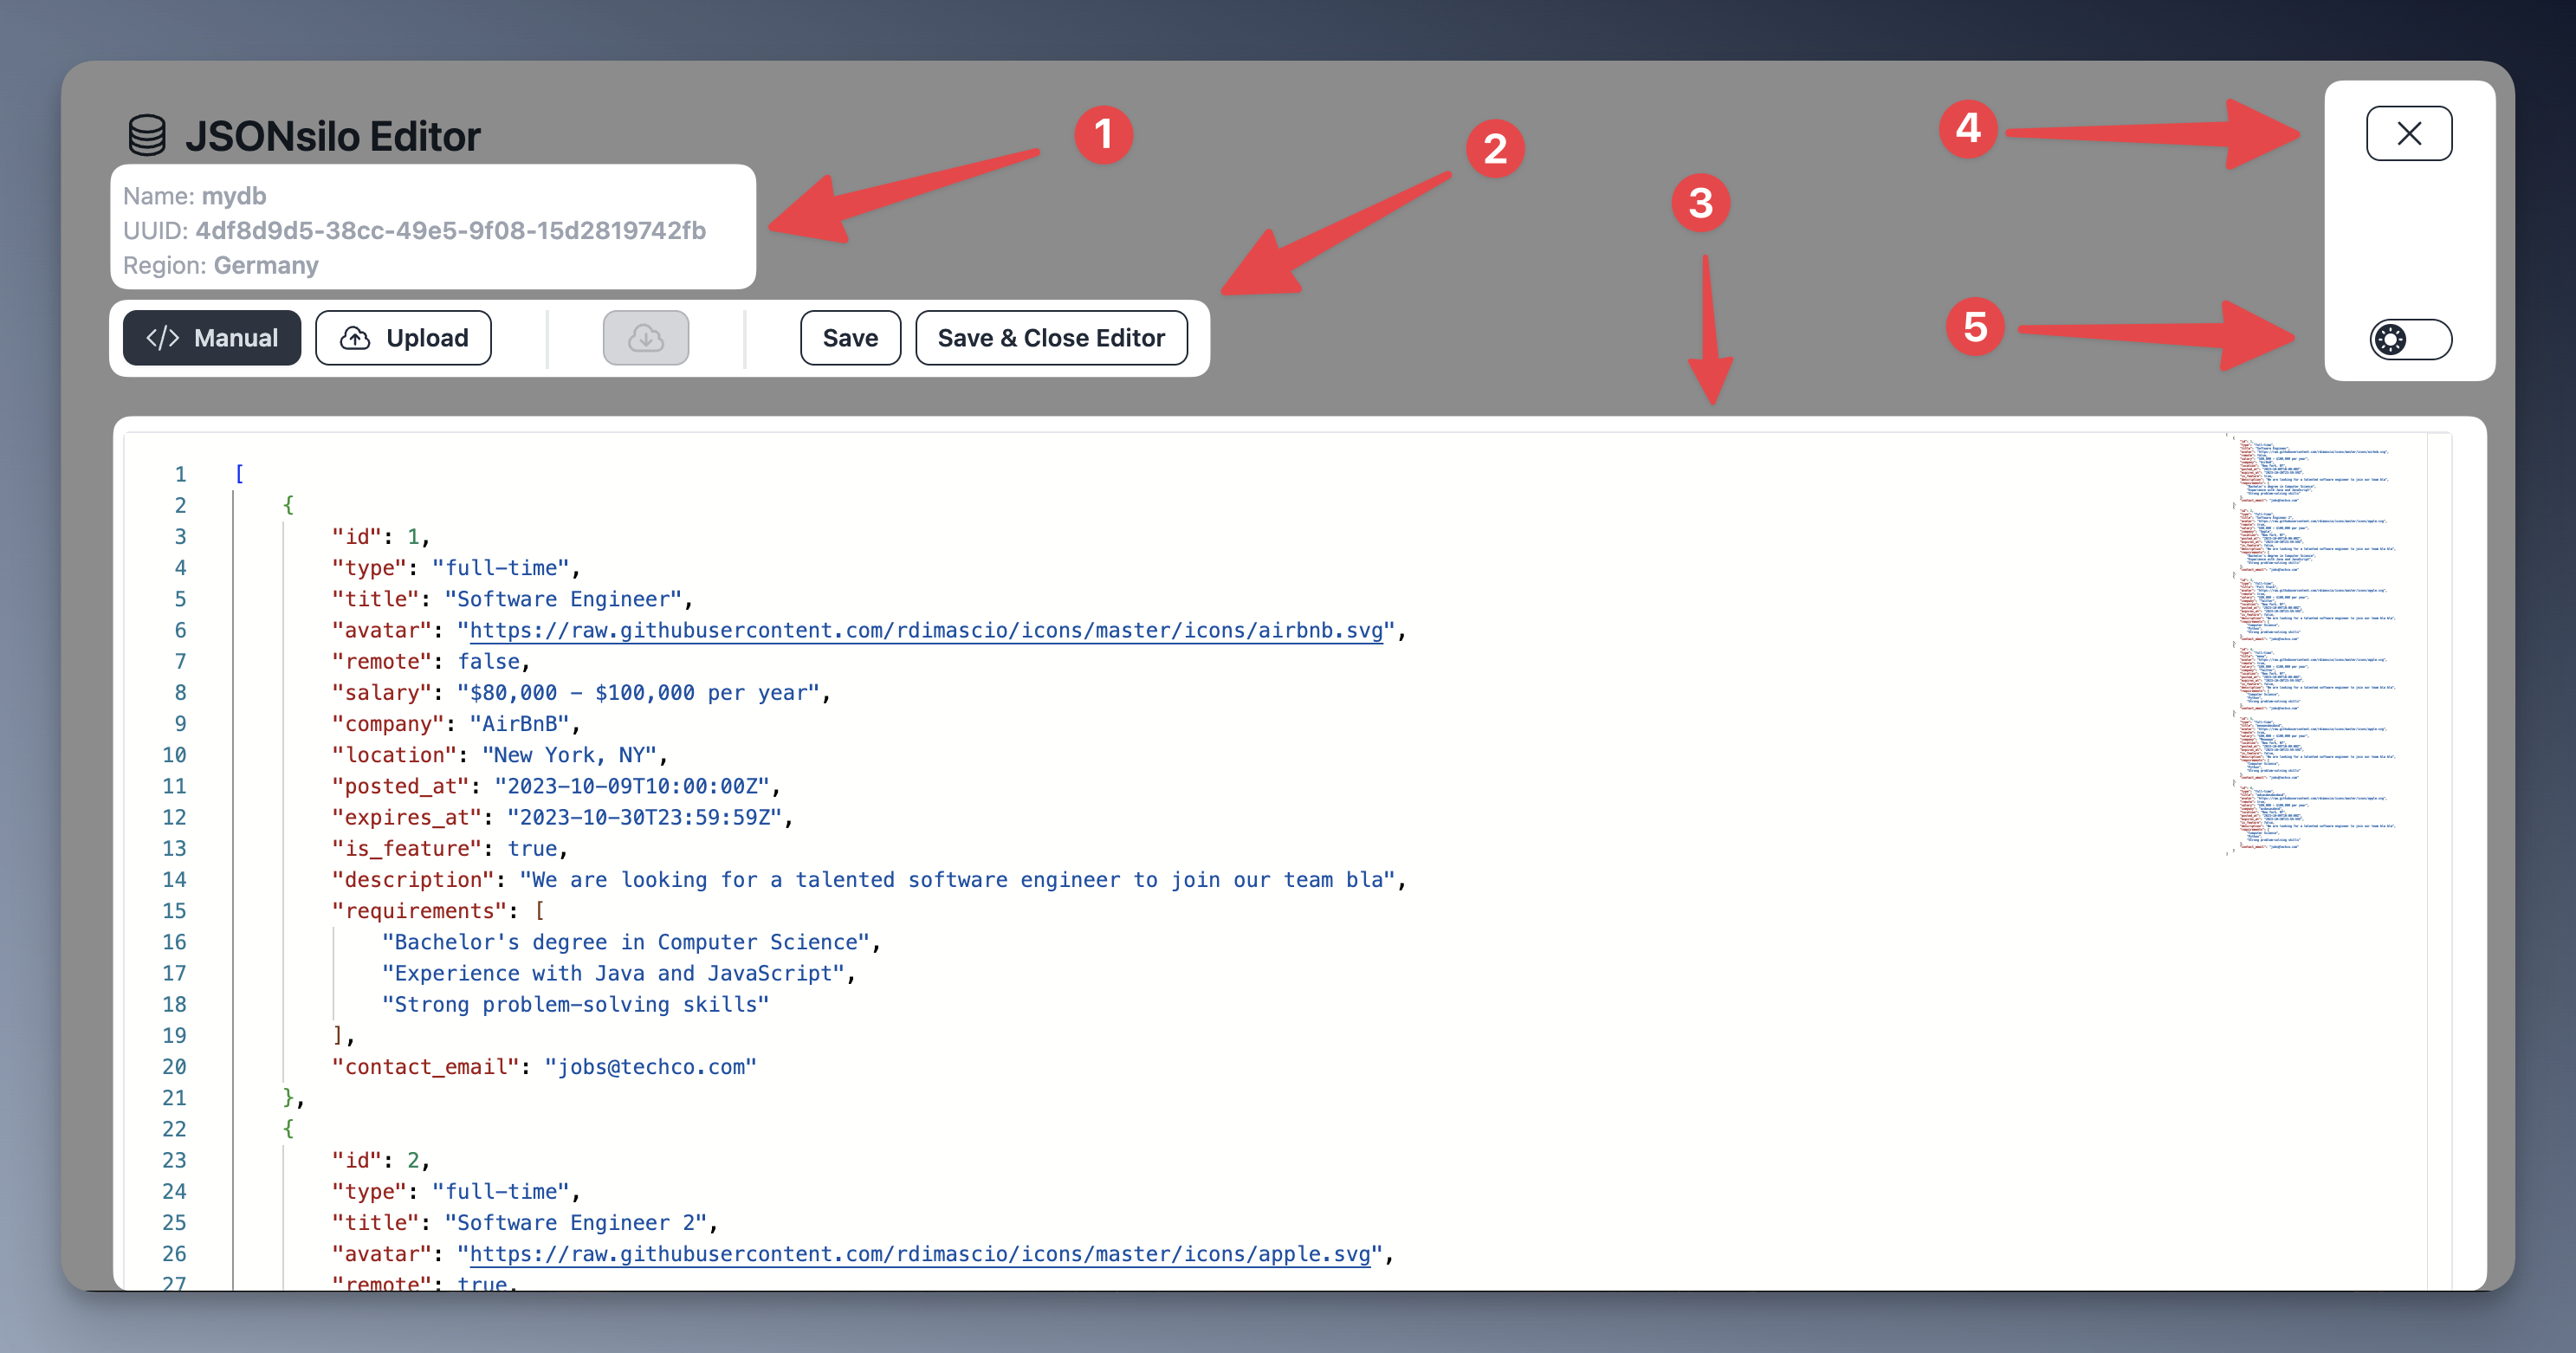 JSONsilo Editor
1
2
3
4
5
Name: mydb
UUID: 4df8d9d5-38cc-49e5-9f08-15d2819742fb
Region: Germany
</> Manual
Upload
Save
Save & Close Editor
1 [
2 {
3 "id": 1,
4 "type": "full-time",
5 "title": "Software Engineer",
6 "avatar": "https://raw.githubusercontent.com/rdimascio/icons/master/icons/airbnb.svg",
7 "remote": false,
8 "salary": "$80,000 - $100,000 per year",
9 "company": "AirBnB",
10 "location": "New York, NY",
11 "posted_at": "2023-10-09T10:00:00Z",
12 "expires_at": "2023-10-30T23:59:59Z",
13 "is_feature": true,
14 "description": "We are looking for a talented software engineer to join our team bla",
15 "requirements": [
16 "Bachelor's degree in Computer Science",
17 "Experience with Java and JavaScript",
18 "Strong problem-solving skills"
19 ],
20 "contact_email": "jobs@techco.com"
21 },
22 {
23 "id": 2,
24 "type": "full-time",
25 "title": "Software Engineer 2",
26 "avatar": "https://raw.githubusercontent.com/rdimascio/icons/master/icons/apple.svg",
27 "remote": true,